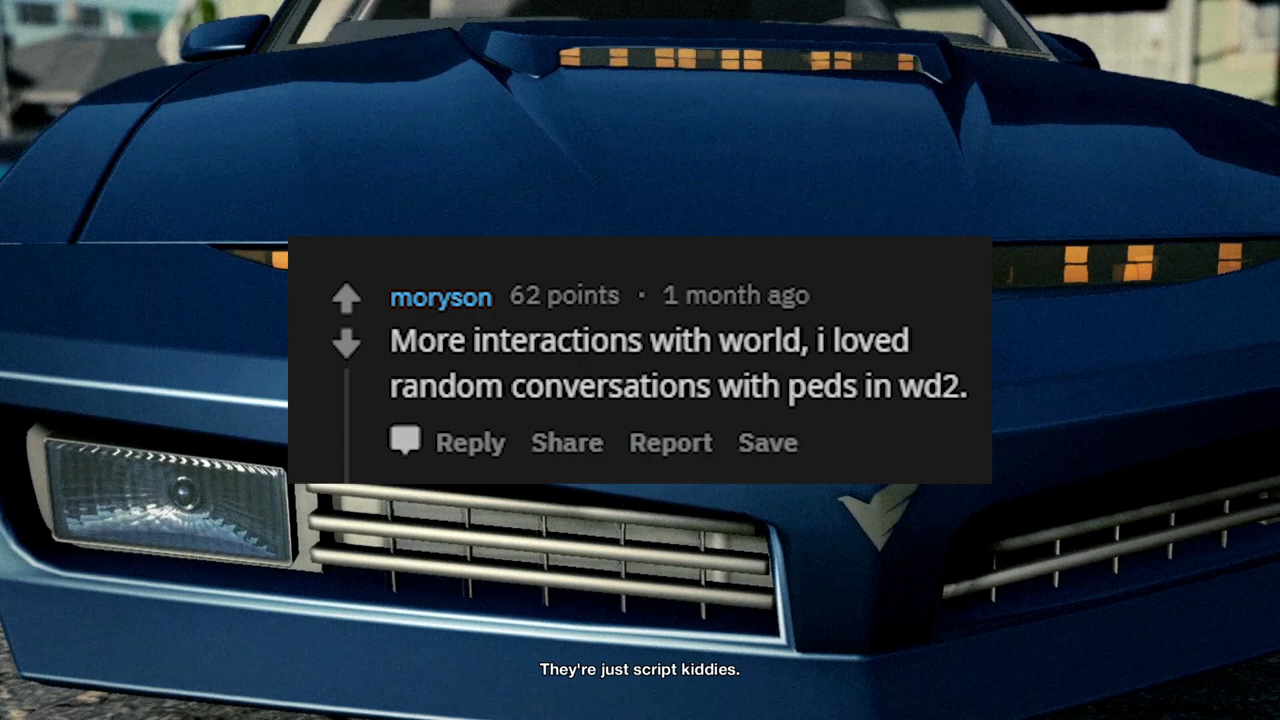 moryson 62 points · 1 month ago
More interactions with world, i loved
random conversations with peds in wd2.
Reply Share Report Save
They're just script kiddies.